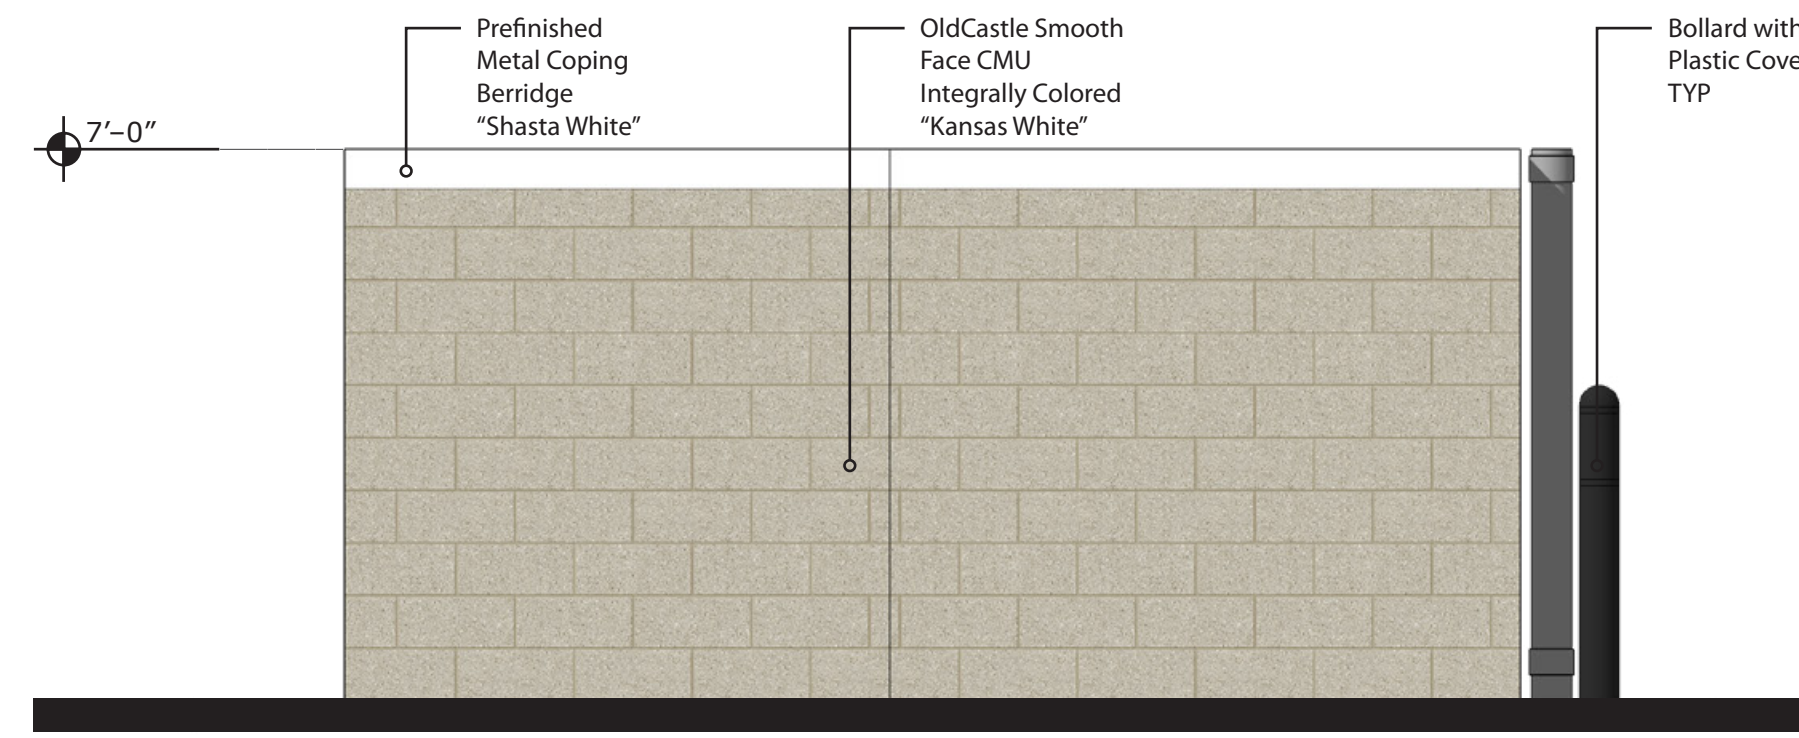 Prefinished
Metal Coping
Berridge
“Shasta White”
OldCastle Smooth
Face CMU
Integrally Colored
“Kansas White”
Bollard with
Plastic Cove
TYP
7’–0”